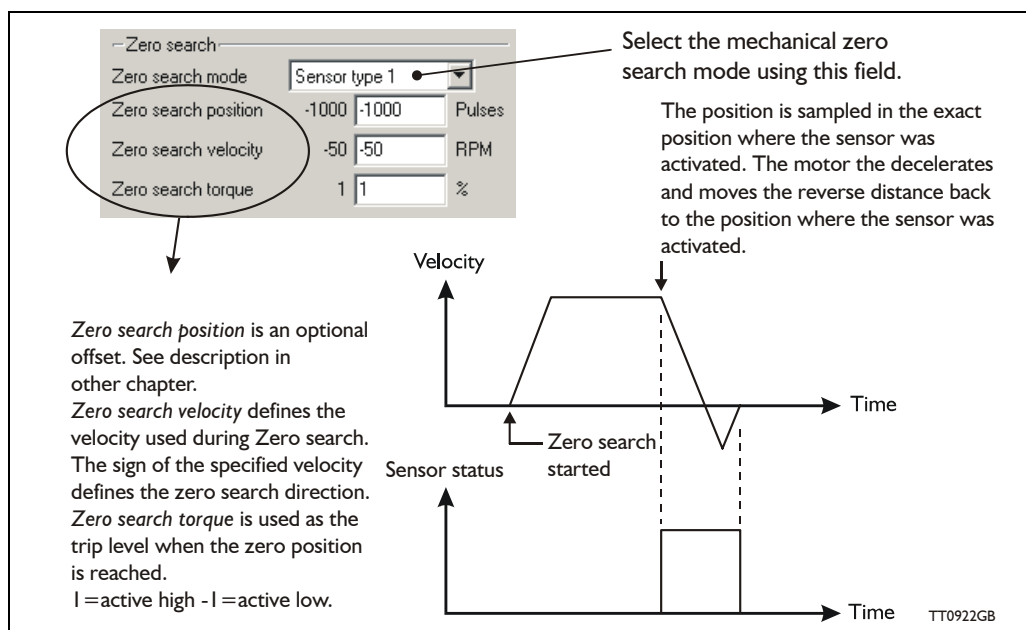 Zero search
Zero search mode Sensor type 1
Zero search position -1000 -1000 Pulses
Zero search velocity -50 -50 RPM
Zero search torque 1 1 %
Select the mechanical zero
search mode using this field.
The position is sampled in the exact
position where the sensor was
activated. The motor the decelerates
and moves the reverse distance back
to the position where the sensor was
activated.
Velocity
Time
Zero search
started
Zero search position is an optional
offset. See description in
other chapter.
Zero search velocity defines the
velocity used during Zero search.
The sign of the specified velocity
defines the zero search direction.
Zero search torque is used as the
trip level when the zero position
is reached.
1=active high -1=active low.
Sensor status
Time
TT0922GB